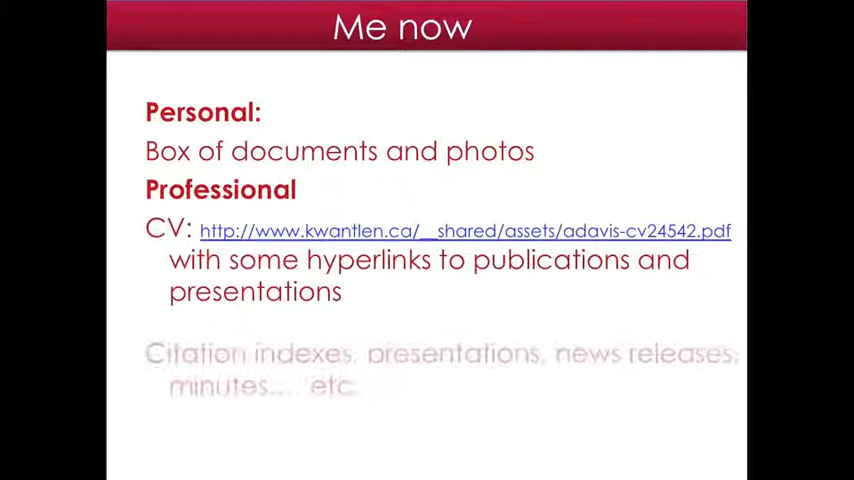 Me now
Personal:
Box of documents and photos
Professional
CV: http://www.kwantlen.ca/__shared/assets/adavis-cv24542.pdf
with some hyperlinks to publications and
presentations
Citation indexes, presentations, news releases,
minutes.... etc.